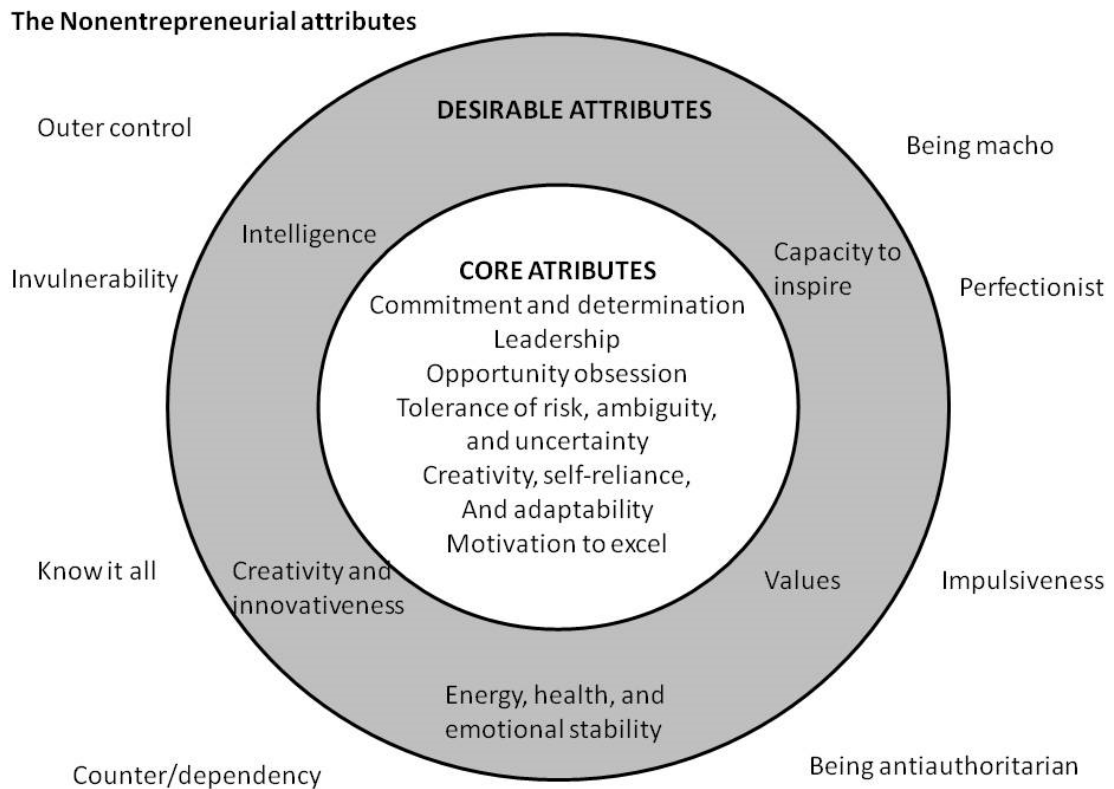 The Nonentrepreneurial attributes
DESIRABLE ATTRIBUTES
Outer control
Being macho
Intelligence
Capacity to
inspire
Invulnerability
Perfectionist
CORE ATRIBUTES
Commitment and determination
Leadership
Opportunity obsession
Tolerance of risk, ambiguity,
and uncertainty
Creativity, self-reliance,
And adaptability
Motivation to excel
Know it all
Creativity and
innovativeness
Values
Impulsiveness
Energy, health, and
emotional stability
Counter/dependency
Being antiauthoritarian